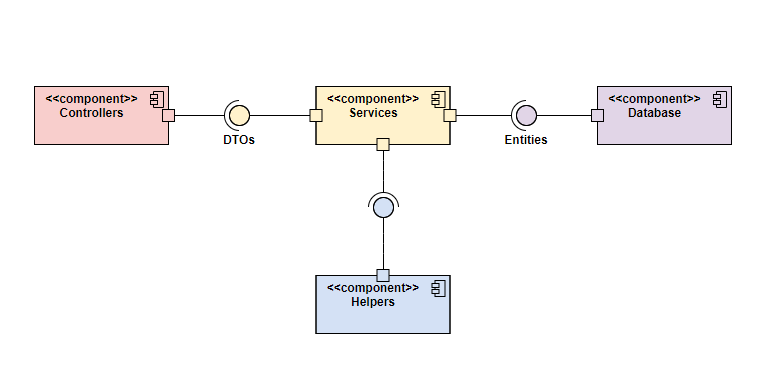 <<component>>
Controllers
<<component>>
Services
<<component>>
Database
DTOs
Entities
<<component>>
Helpers